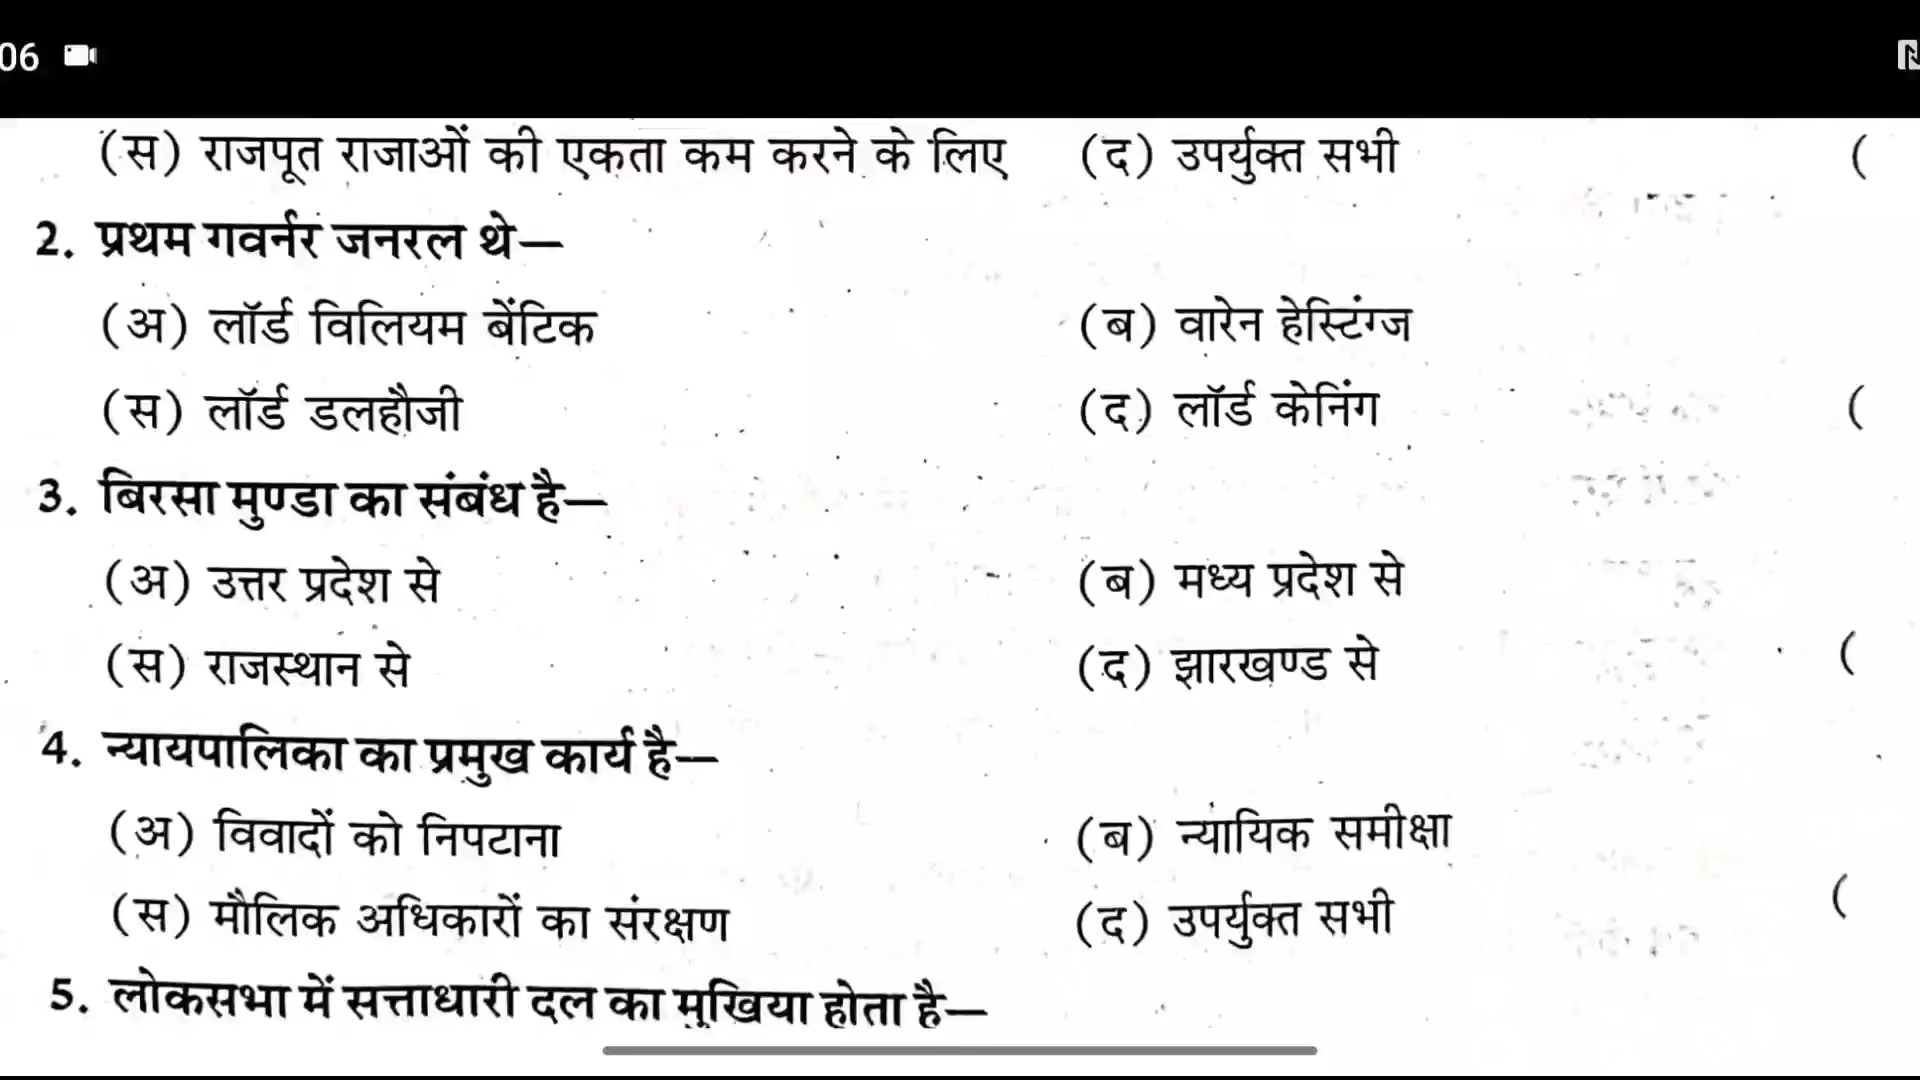 06
(स) राजपूत राजाओं की एकता कम करने के लिए (द) उपर्युक्त सभी (
2. प्रथम गवर्नर जनरल थे—
(अ) लॉर्ड विलियम बेंटिक (ब) वारेन हेस्टिंग्ज
(स) लॉर्ड डलहौजी (द) लॉर्ड केनिंग (
3. बिरसा मुण्डा का संबंध है—
(अ) उत्तर प्रदेश से (ब) मध्य प्रदेश से
(स) राजस्थान से (द) झारखण्ड से (
4. न्यायपालिका का प्रमुख कार्य है—
(अ) विवादों को निपटाना (ब) न्यायिक समीक्षा
(स) मौलिक अधिकारों का संरक्षण (द) उपर्युक्त सभी (
5. लोकसभा में सत्ताधारी दल का मुखिया होता है—